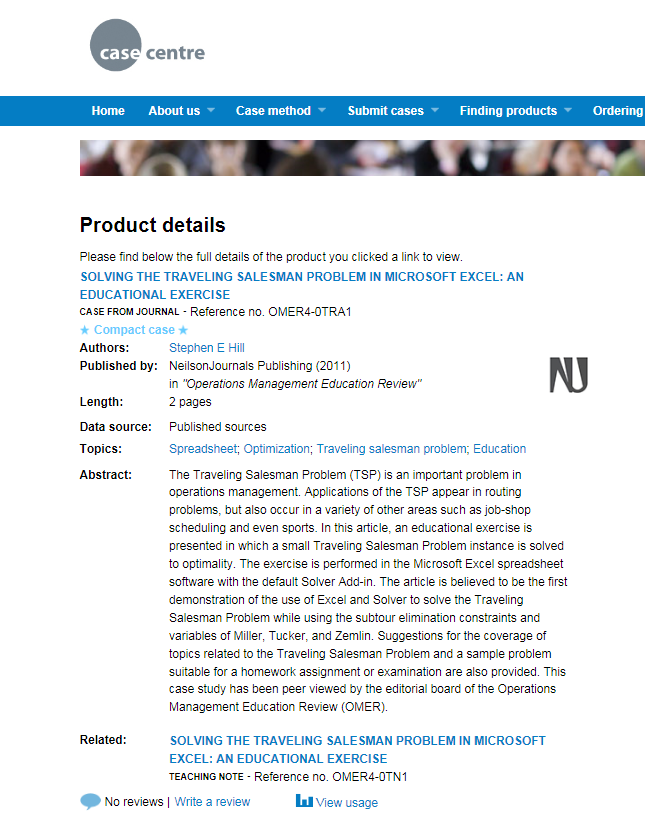 case centre
Home About us Case method Submit cases Finding products Ordering
Product details
Please find below the full details of the product you clicked a link to view.
SOLVING THE TRAVELING SALESMAN PROBLEM IN MICROSOFT EXCEL: AN
EDUCATIONAL EXERCISE
CASE FROM JOURNAL - Reference no. OMER4-0TRA1
★ Compact case ★
Authors: Stephen E Hill
Published by: NeilsonJournals Publishing (2011)
in "Operations Management Education Review"
NU
Length: 2 pages
Data source: Published sources
Topics: Spreadsheet; Optimization; Traveling salesman problem; Education
Abstract: The Traveling Salesman Problem (TSP) is an important problem in
operations management. Applications of the TSP appear in routing
problems, but also occur in a variety of other areas such as job-shop
scheduling and even sports. In this article, an educational exercise is
presented in which a small Traveling Salesman Problem instance is solved
to optimality. The exercise is performed in the Microsoft Excel spreadsheet
software with the default Solver Add-in. The article is believed to be the first
demonstration of the use of Excel and Solver to solve the Traveling
Salesman Problem while using the subtour elimination constraints and
variables of Miller, Tucker, and Zemlin. Suggestions for the coverage of
topics related to the Traveling Salesman Problem and a sample problem
suitable for a homework assignment or examination are also provided. This
case study has been peer viewed by the editorial board of the Operations
Management Education Review (OMER).
Related: SOLVING THE TRAVELING SALESMAN PROBLEM IN MICROSOFT
EXCEL: AN EDUCATIONAL EXERCISE
TEACHING NOTE - Reference no. OMER4-0TN1
No reviews | Write a review View usage